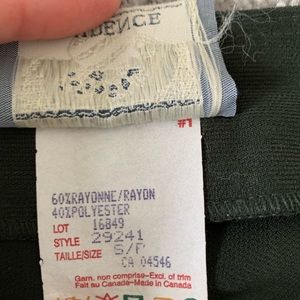 #1
60%RAYONNE/RAYON
40%POLYESTER
LOT 16849
STYLE 29241
TAILLE/SIZE S/P
CA 04546
Garn. non comprise-Excl. of trim
Fait au Canada-Made in Canada